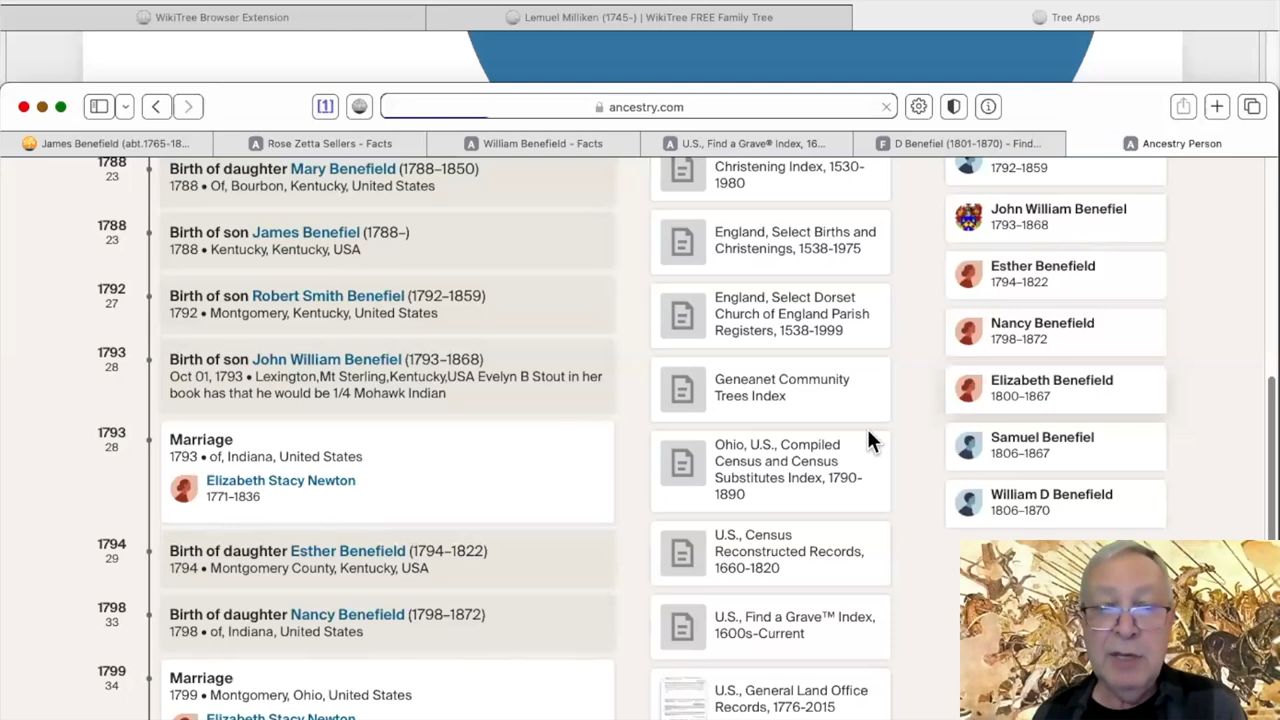 WikiTree Browser Extension
Lemuel Milliken (1745-) | WikiTree FREE Family Tree
Tree Apps
[1]
ancestry.com
James Benefield (abt.1765-18...
Rose Zetta Sellers - Facts
William Benefield - Facts
U.S., Find a Grave® Index, 16...
D Benefiel (1801-1870) - Find...
Ancestry Person
1788
23
Birth of daughter Mary Benefield (1788–1850)
1788 • Of, Bourbon, Kentucky, United States
1788
23
Birth of son James Benefiel (1788–)
1788 • Kentucky, Kentucky, USA
1792
27
Birth of son Robert Smith Benefiel (1792–1859)
1792 • Montgomery, Kentucky, United States
1793
28
Birth of son John William Benefiel (1793–1868)
Oct 01, 1793 • Lexington,Mt Sterling,Kentucky,USA Evelyn B Stout in her
book has that he would be 1/4 Mohawk Indian
1793
28
Marriage
1793 • of, Indiana, United States
Elizabeth Stacy Newton
1771–1836
1794
29
Birth of daughter Esther Benefield (1794–1822)
1794 • Montgomery County, Kentucky, USA
1798
33
Birth of daughter Nancy Benefield (1798–1872)
1798 • of, Indiana, United States
1799
34
Marriage
1799 • Montgomery, Ohio, United States
Elizabeth Stacy Newton
Christening Index, 1530-
1980
England, Select Births and
Christenings, 1538-1975
England, Select Dorset
Church of England Parish
Registers, 1538-1999
Geneanet Community
Trees Index
Ohio, U.S., Compiled
Census and Census
Substitutes Index, 1790-
1890
U.S., Census
Reconstructed Records,
1660-1820
U.S., Find a Grave™ Index,
1600s-Current
U.S., General Land Office
Records, 1776-2015
1792–1859
John William Benefiel
1793–1868
Esther Benefield
1794–1822
Nancy Benefield
1798–1872
Elizabeth Benefield
1800–1867
Samuel Benefiel
1806–1867
William D Benefield
1806–1870